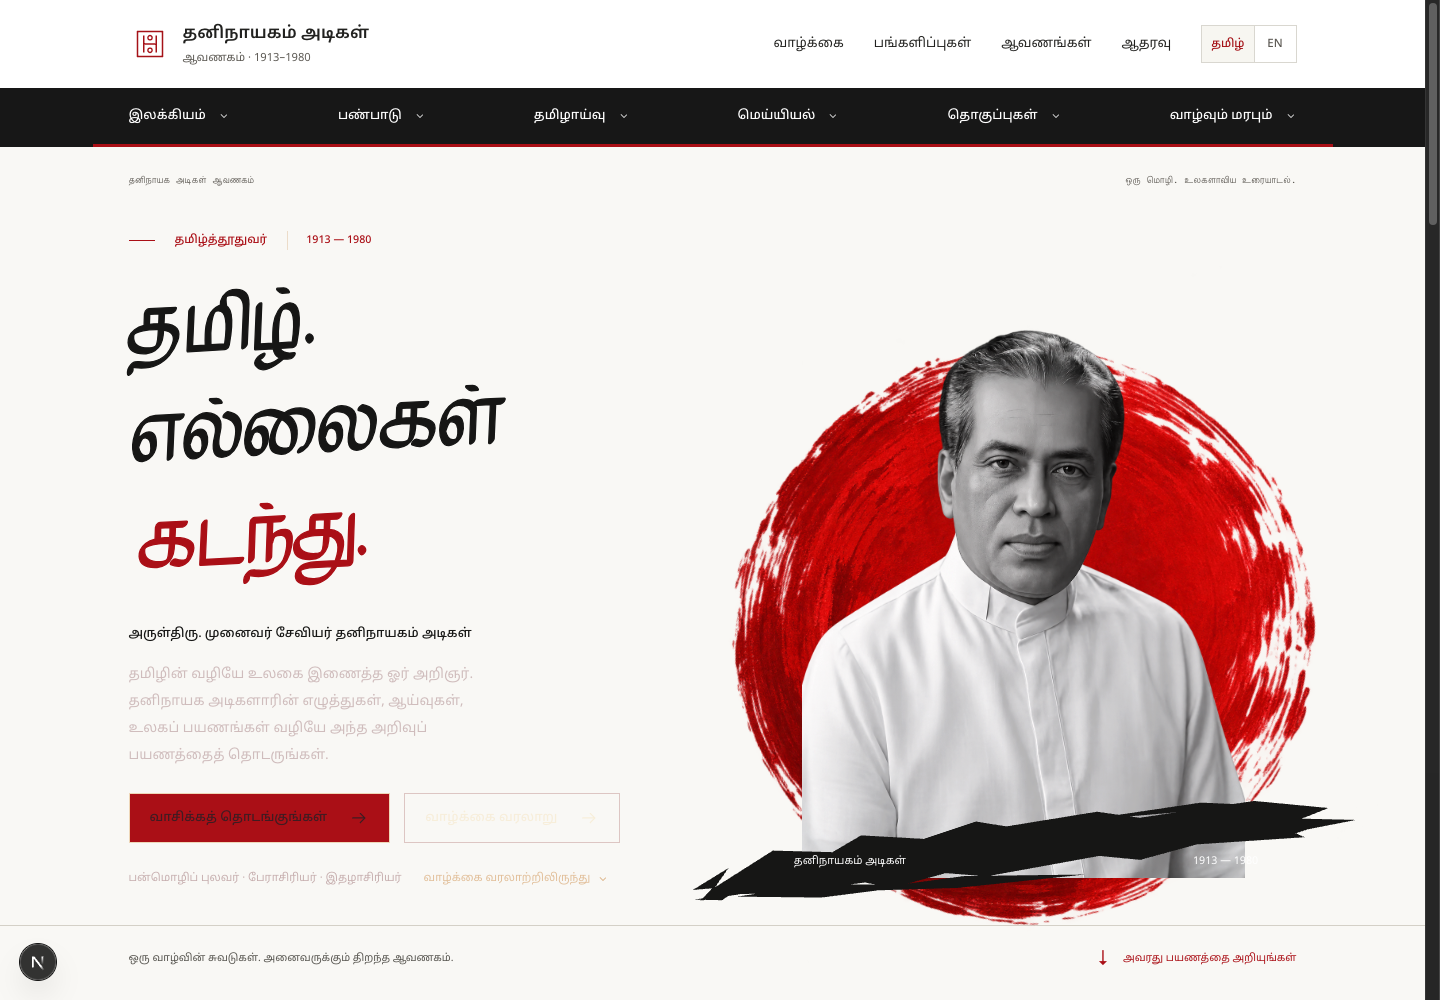 தனிநாயகம் அடிகள்
ஆவணகம் · 1913–1980
வாழ்க்கை பங்களிப்புகள் ஆவணங்கள் ஆதரவு தமிழ் EN
இலக்கியம் பண்பாடு தமிழாய்வு மெய்யியல் தொகுப்புகள் வாழ்வும் மரபும்
தனிநாயக அடிகள் ஆவணகம்
ஒரு மொழி. உலகளாவிய உரையாடல்.
தமிழ்த்தூதுவர் 1913 — 1980
தமிழ்.
எல்லைகள்
கடந்து.
அருள்திரு. முனைவர் சேவியர் தனிநாயகம் அடிகள்
தமிழின் வழியே உலகை இணைத்த ஓர் அறிஞர்.
தனிநாயக அடிகளாரின் எழுத்துகள், ஆய்வுகள்,
உலகப் பயணங்கள் வழியே அந்த அறிவுப்
பயணத்தைத் தொடருங்கள்.
வாசிக்கத் தொடங்குங்கள் → வாழ்க்கை வரலாறு →
பன்மொழிப் புலவர் · பேராசிரியர் · இதழாசிரியர் வாழ்க்கை வரலாற்றிலிருந்து
தனிநாயகம் அடிகள்
1913 — 1980
ஒரு வாழ்வின் சுவடுகள். அனைவருக்கும் திறந்த ஆவணகம்.
↓ அவரது பயணத்தை அறியுங்கள்
N